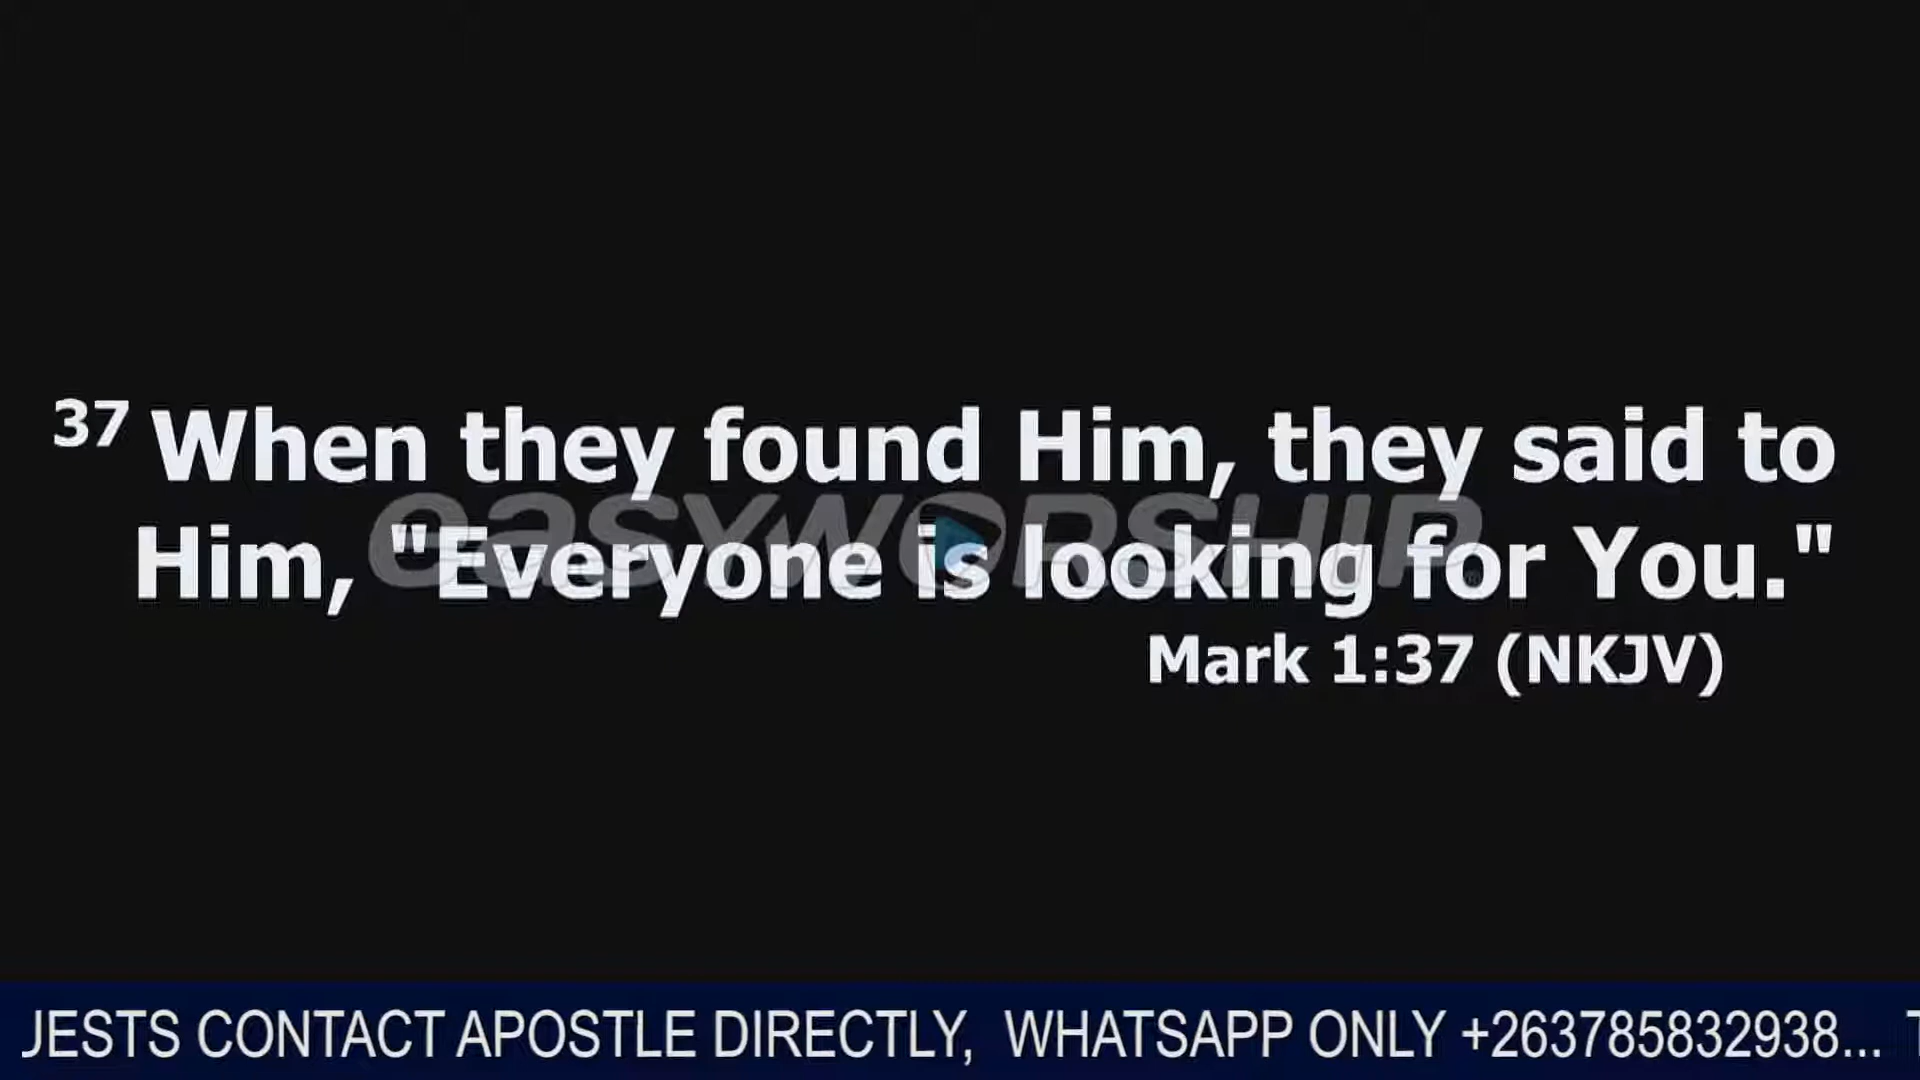 37 When they found Him, they said to
easyworship
Him, "Everyone is looking for You."
Mark 1:37 (NKJV)
JESTS CONTACT APOSTLE DIRECTLY, WHATSAPP ONLY +263785832938...